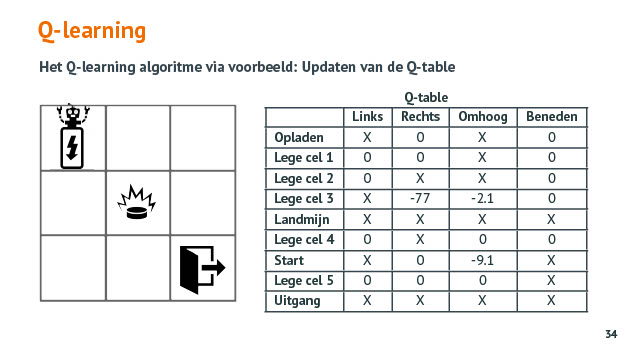 Q-learning
Het Q-learning algoritme via voorbeeld: Updaten van de Q-table
Q-table
Links Rechts Omhoog Beneden
Opladen X 0 X 0
Lege cel 1 0 0 X 0
Lege cel 2 0 X X 0
Lege cel 3 X -77 -2.1 0
Landmijn X X X X
Lege cel 4 0 X 0 0
Start X 0 -9.1 X
Lege cel 5 0 0 0 X
Uitgang X X X X
34